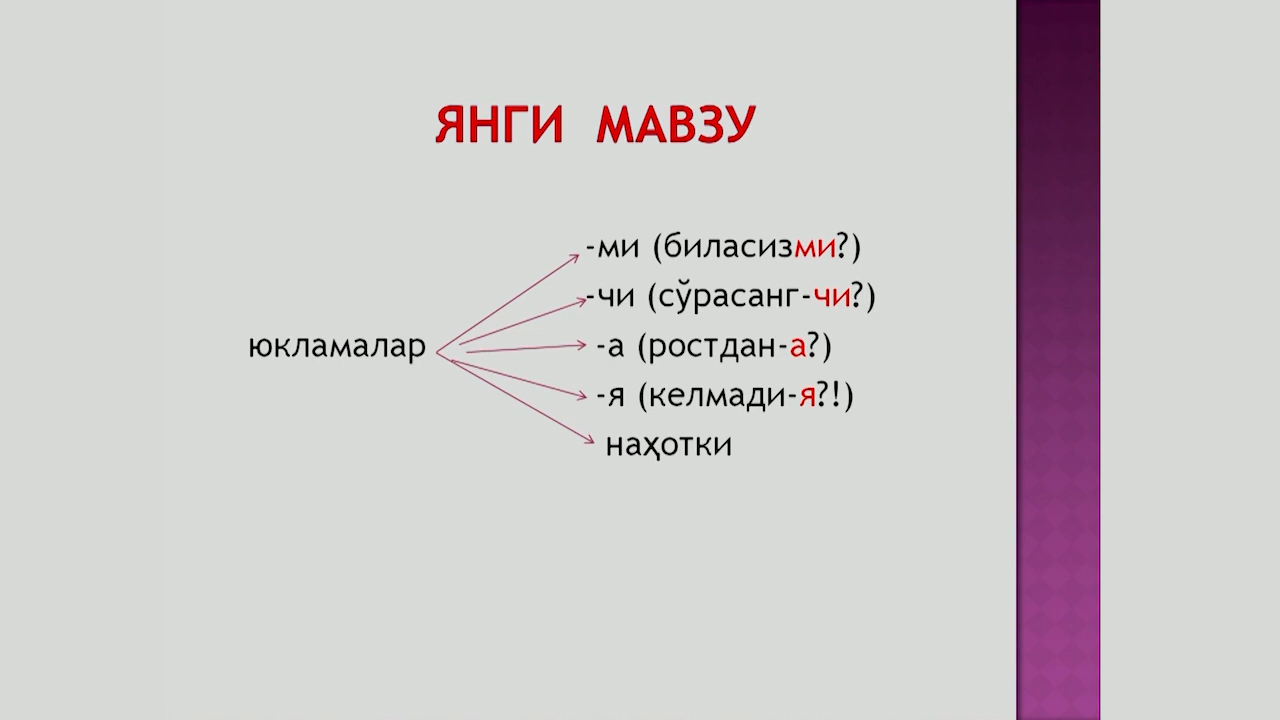 ЯНГИ МАВЗУ
-ми (биласизми?)
-чи (сўрасанг-чи?)
юкламалар -а (ростдан-а?)
-я (келмади-я?!)
наҳотки